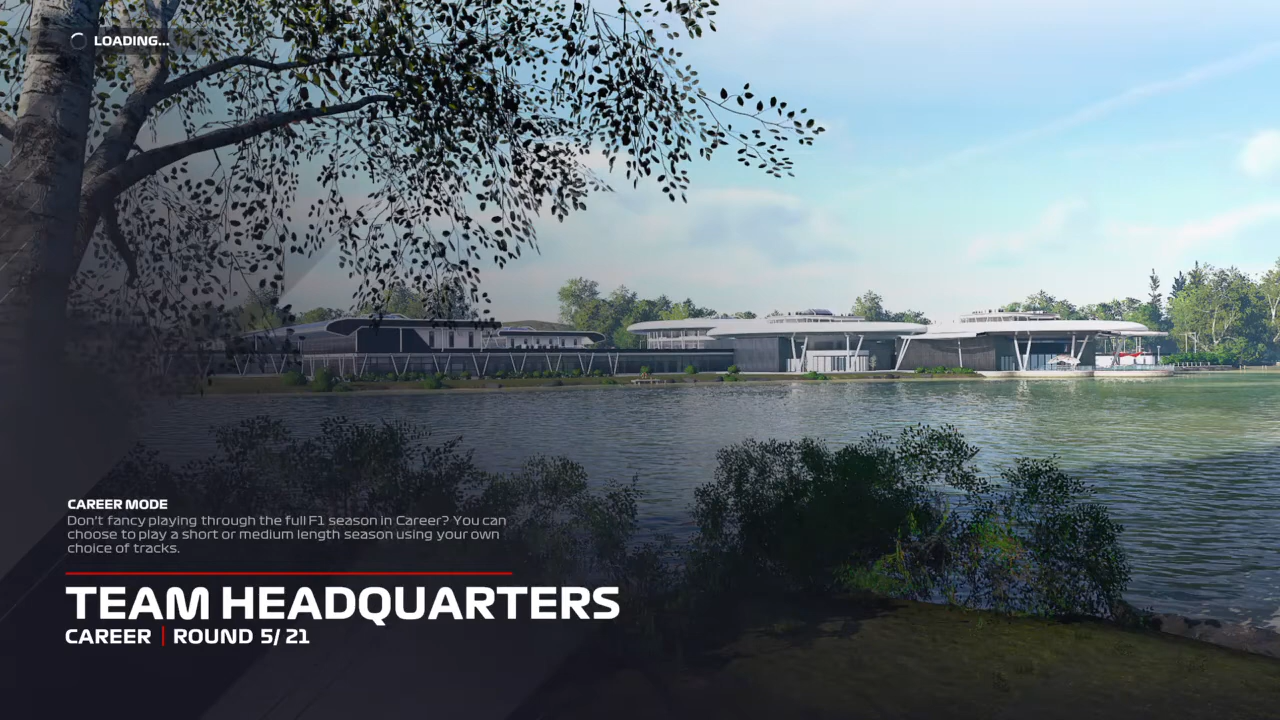 LOADING...
CAREER MODE
Don't fancy playing through the full F1 season in Career? You can
choose to play a short or medium length season using your own
choice of tracks.
TEAM HEADQUARTERS
CAREER | ROUND 5/21